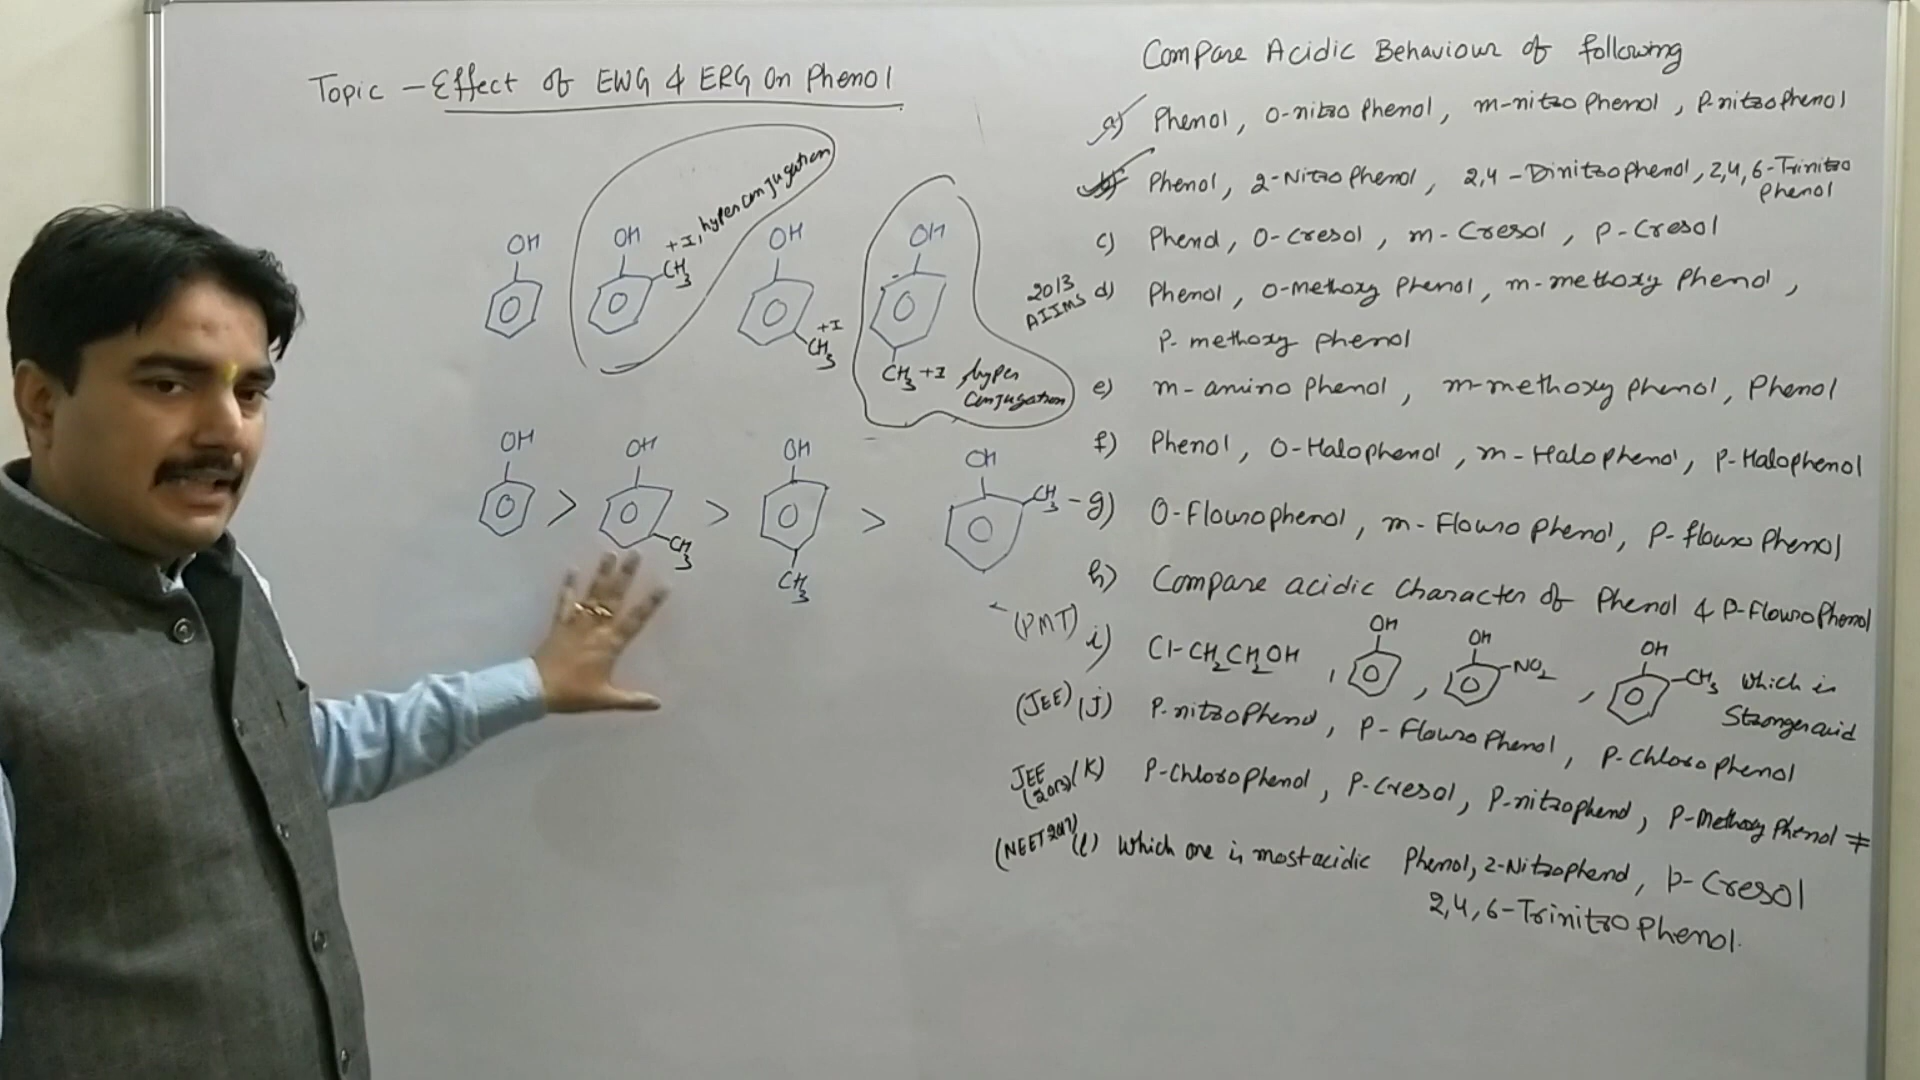 Topic - Effect of EWG & ERG On Phenol
OH
OH
+I, hyperconjugation
CH3
OH
+I
CH3
OH
CH3 +I, hyper
Conjugation
OH > OH > OH > OH
CH3
CH3
CH3
Compare Acidic Behaviour of following
a) Phenol, O-nitro Phenol, m-nitro Phenol, P-nitrophenol
b) Phenol, 2-Nitro Phenol, 2,4-Dinitrophenol, 2,4,6-Trinitro
Phenol
c) Phenol, O-Cresol, m-Cresol, P-Cresol
2013
AIIMS d) Phenol, O-Methoxy Phenol, m-methoxy Phenol,
P-methoxy phenol
e) m-amino Phenol, m-methoxy phenol, Phenol
f) Phenol, O-Halophenol, m-Halophenol, P-Halophenol
g) O-Flourophenol, m-Flouro Phenol, P-flouro Phenol
h) Compare acidic Character of Phenol & P-Flourophenol
(PMT) i) Cl-CH2CH2OH, OH, OH -NO2, OH -CH3 Which is
Stronger acid
(JEE) (j) P-nitro Phenol, P-Flouro Phenol, P-Chloro phenol
JEE (k) P-Chlorophenol, P-Cresol, P-nitrophenol, P-Methoxy Phenol ≠
(NEET 2017) (l) Which one is most acidic Phenol, 2-Nitrophenol, p-Cresol
2,4,6-Trinitro Phenol.